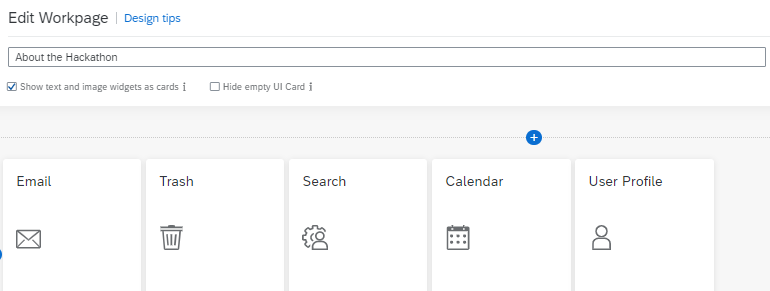 Edit Workpage Design tips
About the Hackathon
Show text and image widgets as cards i Hide empty UI Card i
Email Trash Search Calendar User Profile